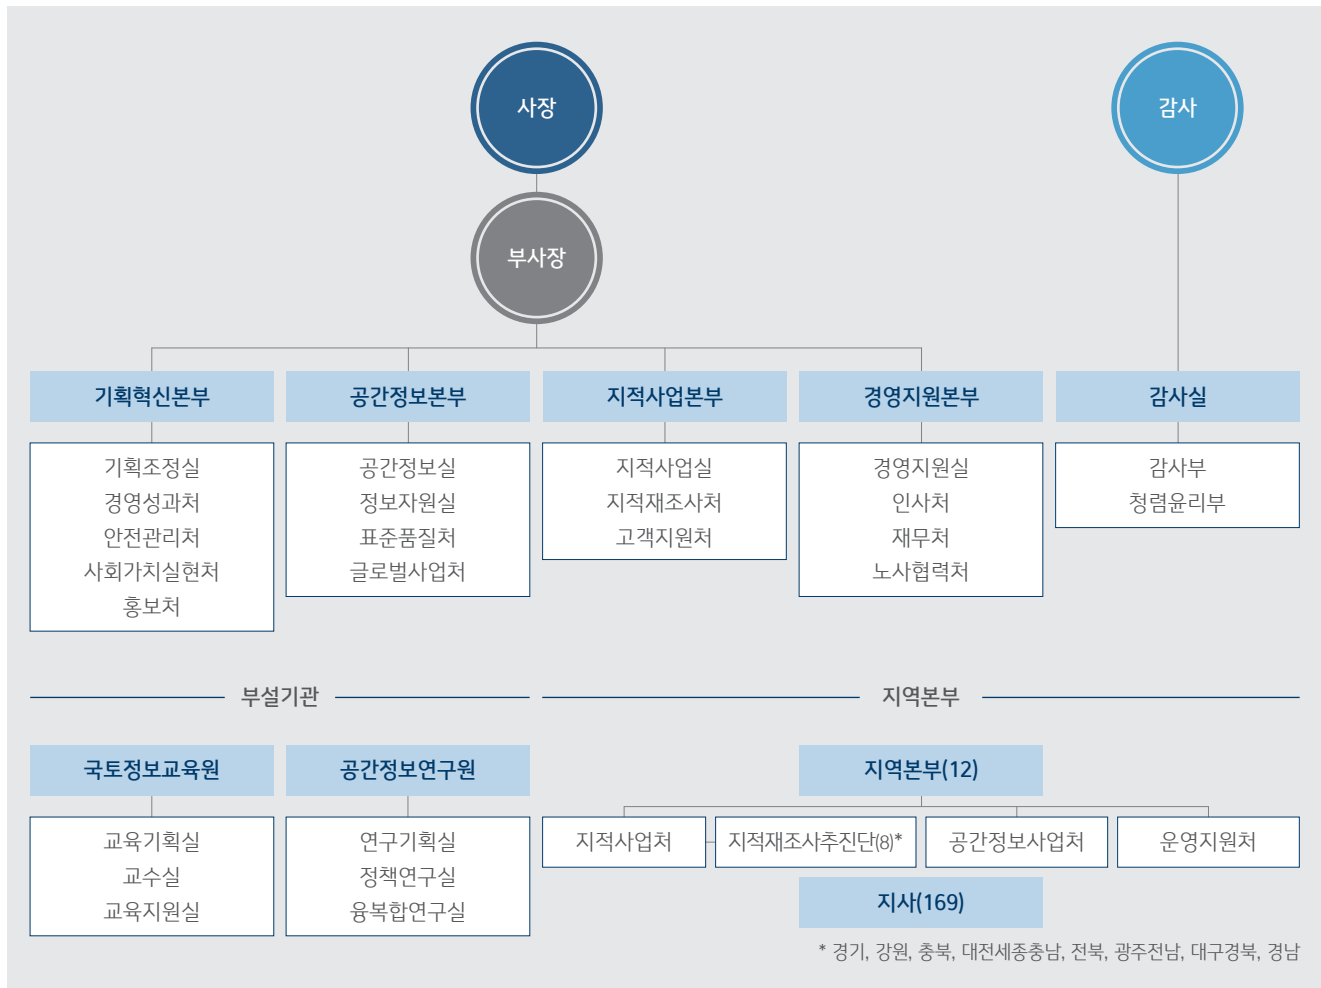 사장
감사
부사장
기획혁신본부
공간정보본부
지적사업본부
경영지원본부
감사실
기획조정실
경영성과처
안전관리처
사회가치실현처
홍보처
공간정보실
정보자원실
표준품질처
글로벌사업처
지적사업실
지적재조사처
고객지원처
경영지원실
인사처
재무처
노사협력처
감사부
청렴윤리부
부설기관
지역본부
국토정보교육원
공간정보연구원
교육기획실
교수실
교육지원실
연구기획실
정책연구실
융복합연구실
지역본부(12)
지적사업처
지적재조사추진단(8)*
공간정보사업처
운영지원처
지사(169)
* 경기, 강원, 충북, 대전세종충남, 전북, 광주전남, 대구경북, 경남